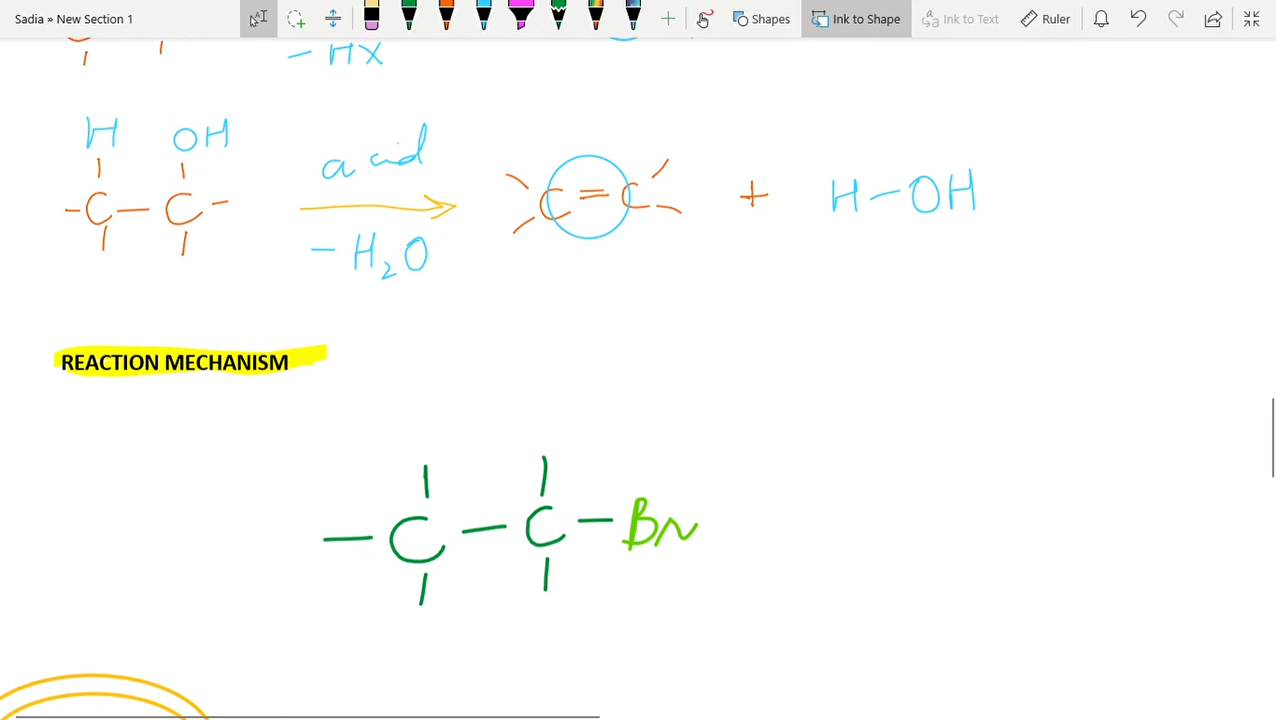 Sadia » New Section 1
Shapes
Ink to Shape
Ink to Text
Ruler
– HX
H OH
– C – C –
a acid
– H₂O
C = C
+ H – OH
REACTION MECHANISM
– C – C – Br